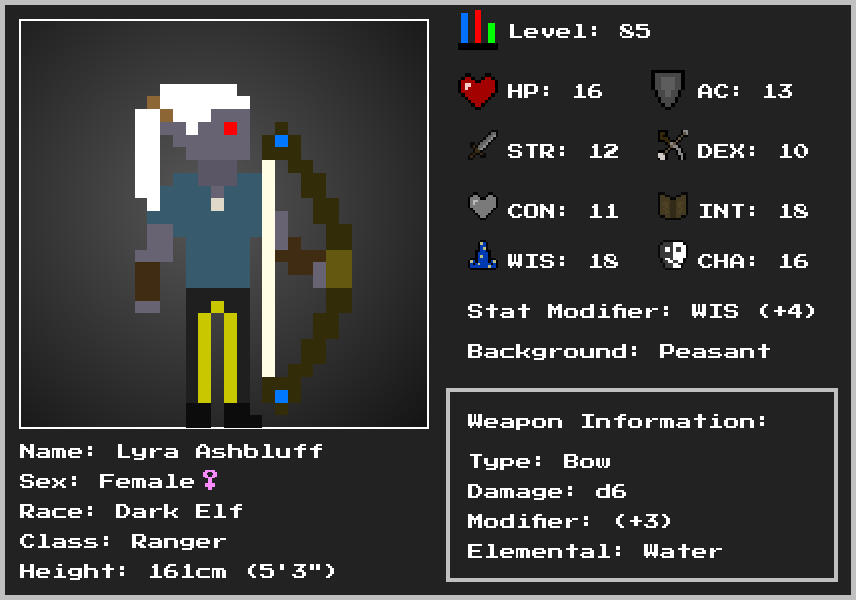 Level: 85
HP: 16
AC: 13
STR: 12
DEX: 10
CON: 11
INT: 18
WIS: 18
CHA: 16
Stat Modifier: WIS (+4)
Background: Peasant
Weapon Information:
Type: Bow
Damage: d6
Modifier: (+3)
Elemental: Water
Name: Lyra Ashbluff
Sex: Female♀
Race: Dark Elf
Class: Ranger
Height: 161cm (5'3")